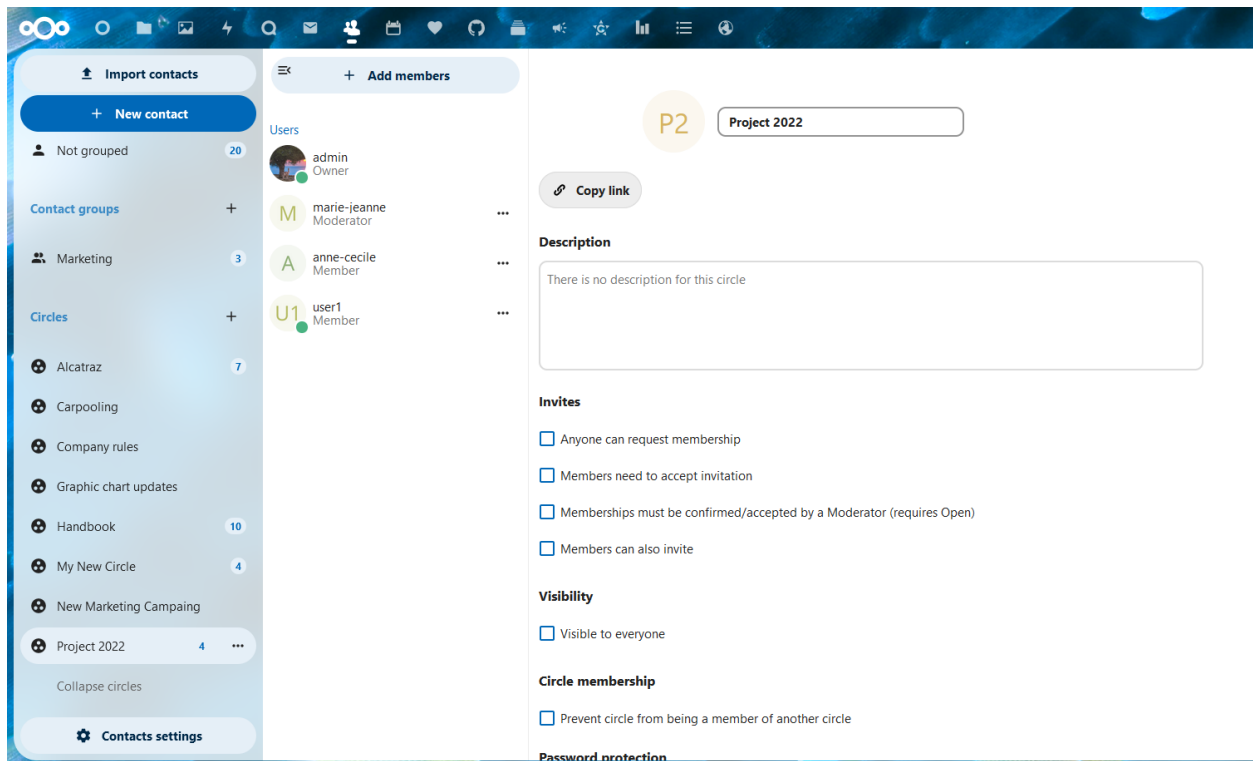 Import contacts
New contact
Not grouped 20
Contact groups +
Marketing 3
Circles +
Alcatraz 7
Carpooling
Company rules
Graphic chart updates
Handbook 10
My New Circle 4
New Marketing Campaing
Project 2022 4
Collapse circles
Contacts settings
+ Add members
Users
admin
Owner
M
marie-jeanne
Moderator
A
anne-cecile
Member
U1
user1
Member
P2
Project 2022
Copy link
Description
There is no description for this circle
Invites
Anyone can request membership
Members need to accept invitation
Memberships must be confirmed/accepted by a Moderator (requires Open)
Members can also invite
Visibility
Visible to everyone
Circle membership
Prevent circle from being a member of another circle
Password protection